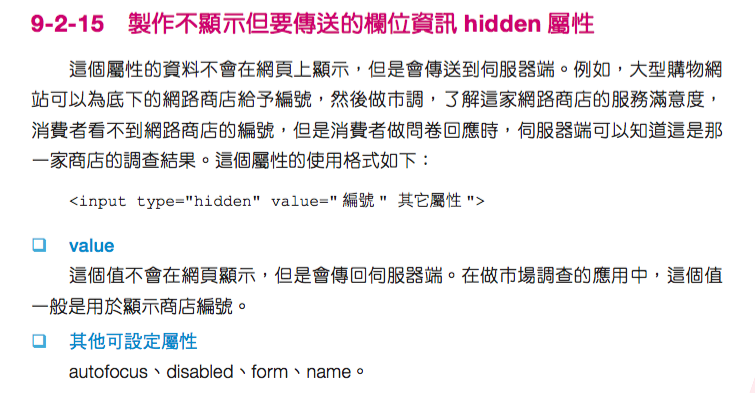 9-2-15 製作不顯示但要傳送的欄位資訊 hidden 屬性
這個屬性的資料不會在網頁上顯示，但是會傳送到伺服器端。例如，大型購物網
站可以為底下的網路商店給予編號，然後做市調，了解這家網路商店的服務滿意度，
消費者看不到網路商店的編號，但是消費者做問卷回應時，伺服器端可以知道這是那
一家商店的調查結果。這個屬性的使用格式如下：
<input type="hidden" value=" 編號 " 其它屬性 ">
❏ value
這個值不會在網頁顯示，但是會傳回伺服器端。在做市場調查的應用中，這個值
一般是用於顯示商店編號。
❏ 其他可設定屬性
autofocus、disabled、form、name。